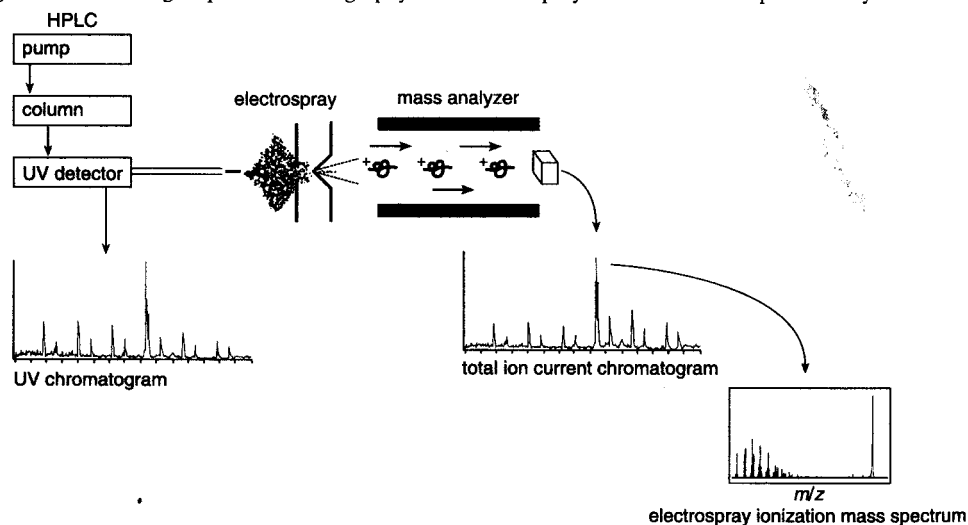 HPLC
pump
column
UV detector
electrospray
mass analyzer
+
+
+
UV chromatogram
total ion current chromatogram
m/z
electrospray ionization mass spectrum